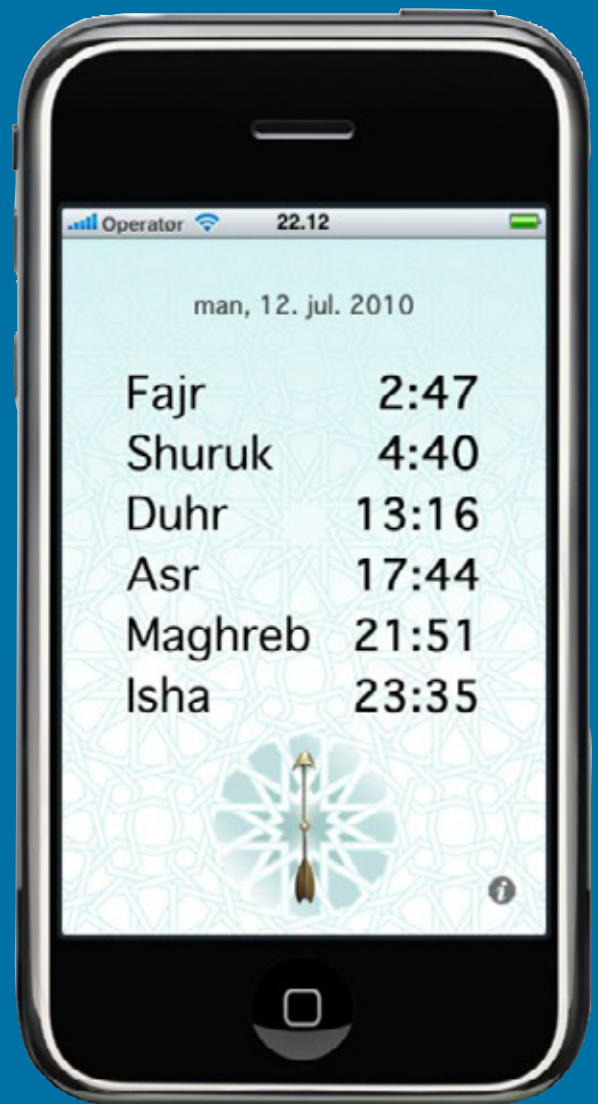 Operatør 22.12
man, 12. jul. 2010
Fajr 2:47
Shuruk 4:40
Duhr 13:16
Asr 17:44
Maghreb 21:51
Isha 23:35
i